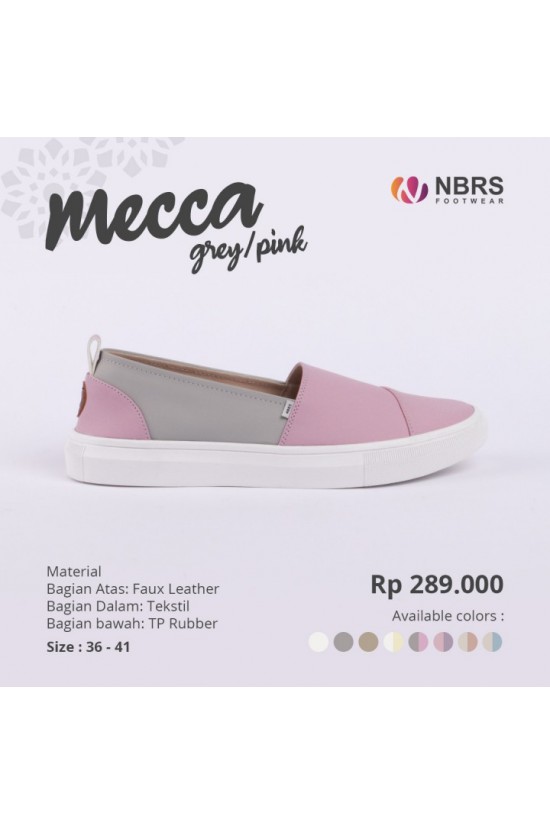 mecca
grey/pink
NBRS
FOOTWEAR
Material
Bagian Atas: Faux Leather
Bagian Dalam: Tekstil
Bagian bawah: TP Rubber
Size : 36 - 41
Rp 289.000
Available colors :